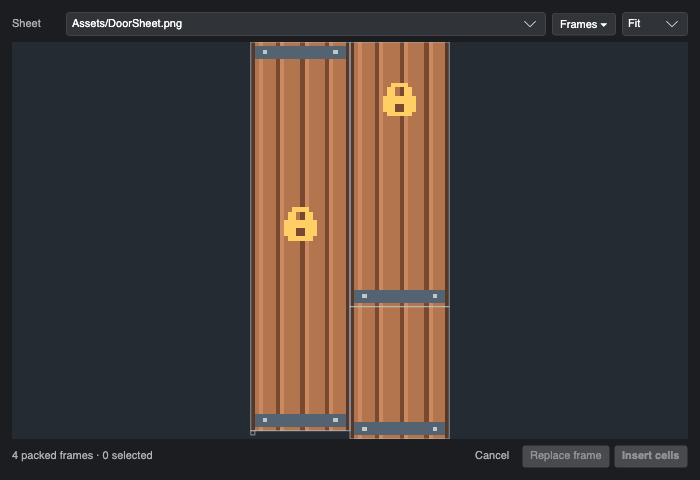 Sheet
Assets/DoorSheet.png
Frames
Fit
4 packed frames · 0 selected
Cancel
Replace frame
Insert cells